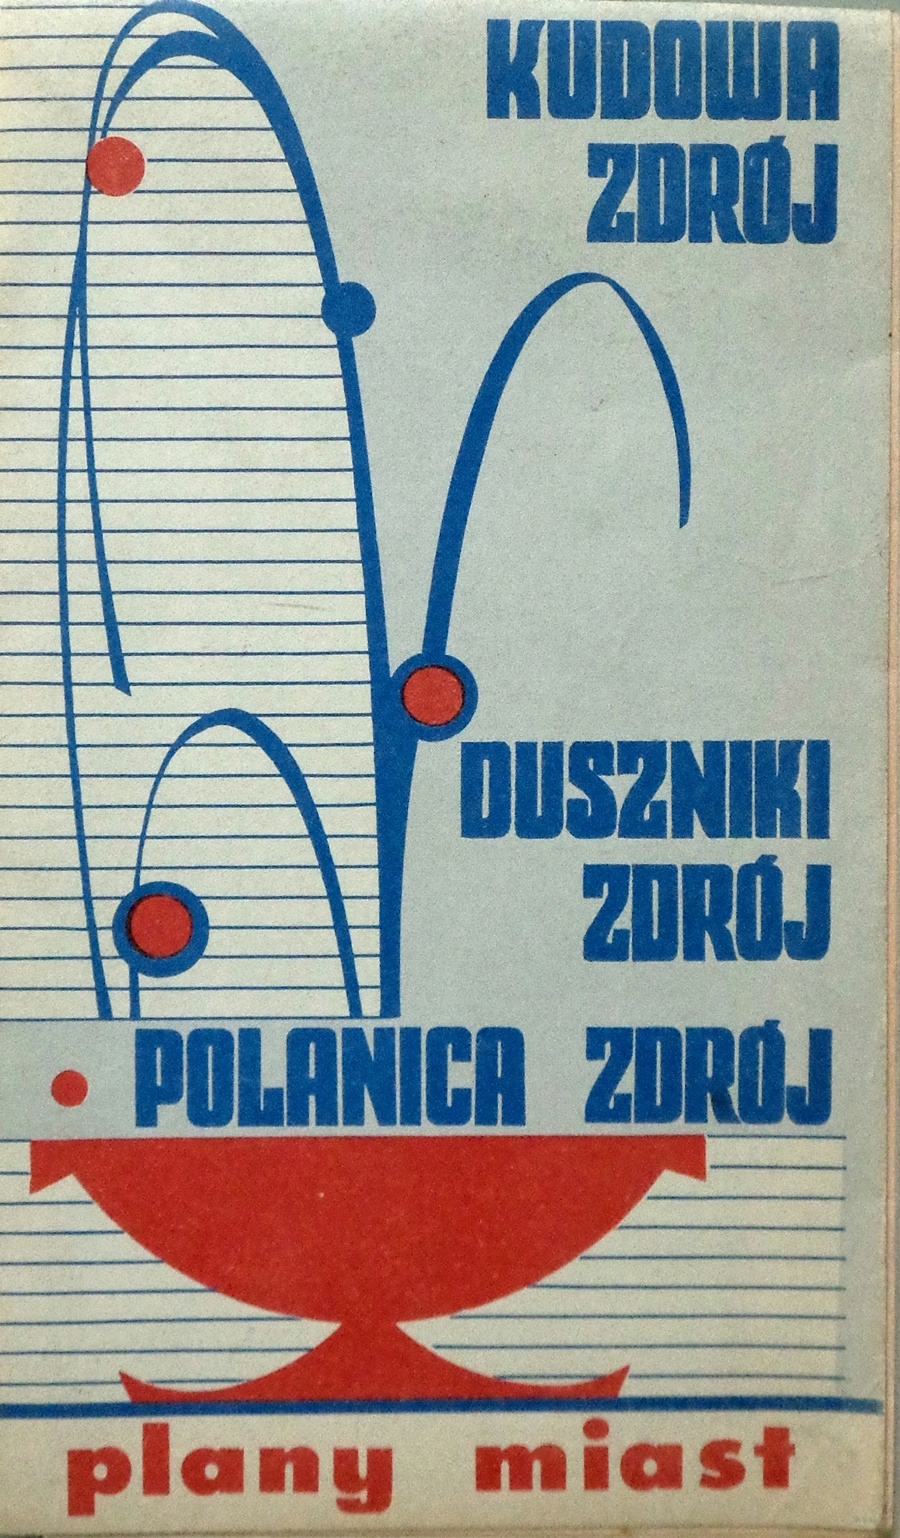 KUDOWA
ZDRÓJ
DUSZNIKI
ZDRÓJ
POLANICA ZDRÓJ
plany miast